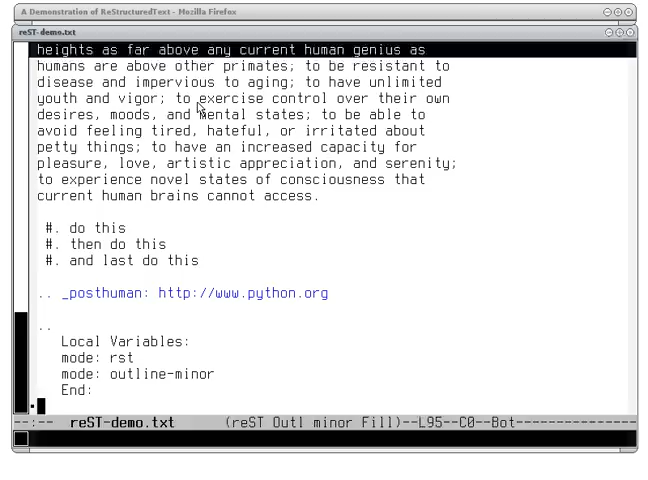 A Demonstration of ReStructuredText - Mozilla Firefox
reST-demo.txt
heights as far above any current human genius as
humans are above other primates; to be resistant to
disease and impervious to aging; to have unlimited
youth and vigor; to exercise control over their own
desires, moods, and mental states; to be able to
avoid feeling tired, hateful, or irritated about
petty things; to have an increased capacity for
pleasure, love, artistic appreciation, and serenity;
to experience novel states of consciousness that
current human brains cannot access.
#. do this
#. then do this
#. and last do this
.. _posthuman: http://www.python.org
..
Local Variables:
mode: rst
mode: outline-minor
End:
--:--  reST-demo.txt      (reST Outl minor Fill)--L95--C0--Bot---------------